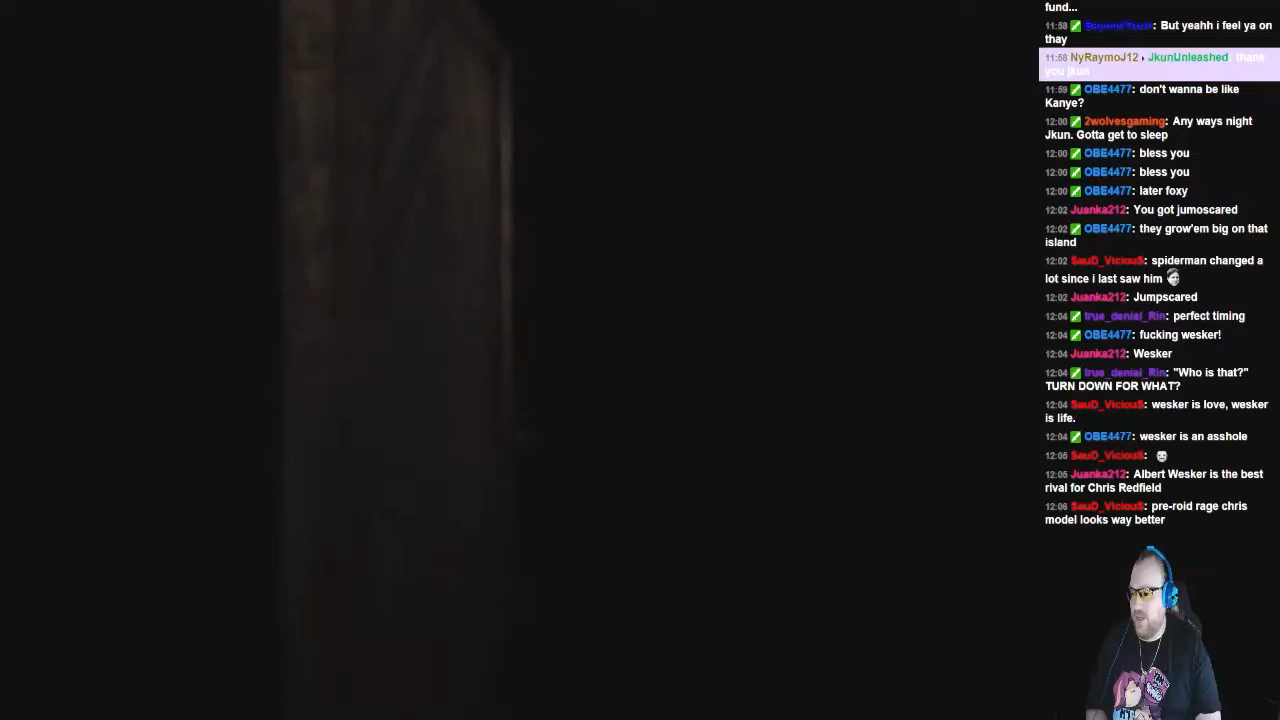 fund...
11:58 But yeahh i feel ya on
thay
11:58 NyRaymoJ12 › JkunUnleashed thank
you jkun
11:59 OBE4477: don't wanna be like
Kanye?
12:00 2wolvesgaming: Any ways night
Jkun. Gotta get to sleep
12:00 OBE4477: bless you
12:00 OBE4477: bless you
12:00 OBE4477: later foxy
12:02 Juanka212: You got jumoscared
12:02 OBE4477: they grow'em big on that
island
12:02 SauD_ViciouS: spiderman changed a
lot since i last saw him
12:02 Juanka212: Jumpscared
12:04 true_denial_Rin: perfect timing
12:04 OBE4477: fucking wesker!
12:04 Juanka212: Wesker
12:04 true_denial_Rin: "Who is that?"
TURN DOWN FOR WHAT?
12:04 SauD_ViciouS: wesker is love, wesker
is life.
12:04 OBE4477: wesker is an asshole
12:05 SauD_ViciouS:
12:05 Juanka212: Albert Wesker is the best
rival for Chris Redfield
12:06 SauD_ViciouS: pre-roid rage chris
model looks way better